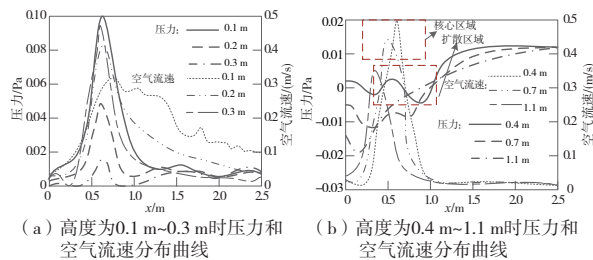 0.10
0.08
0.06
0.04
0.02
0.00
压力/Pa
0
0.5
1.0
1.5
2.0
2.5
x/m
0.5
0.4
0.3
0.2
0.1
0
空气流速/(m/s)
压力:
0.1 m
0.2 m
0.3 m
空气流速:
0.1 m
0.2 m
0.3 m
(a)高度为0.1 m~0.3 m时压力和
空气流速分布曲线
0.02
0.01
0
−0.01
−0.02
−0.03
压力/Pa
0
0.5
1.0
1.5
2.0
2.5
x/m
0.5
0.4
0.3
0.2
0.1
0
空气流速/(m/s)
核心区域
扩散区域
空气流速:
0.4 m
0.7 m
1.1 m
压力:
0.4 m
0.7 m
1.1 m
(b)高度为0.4 m~1.1 m时压力和
空气流速分布曲线